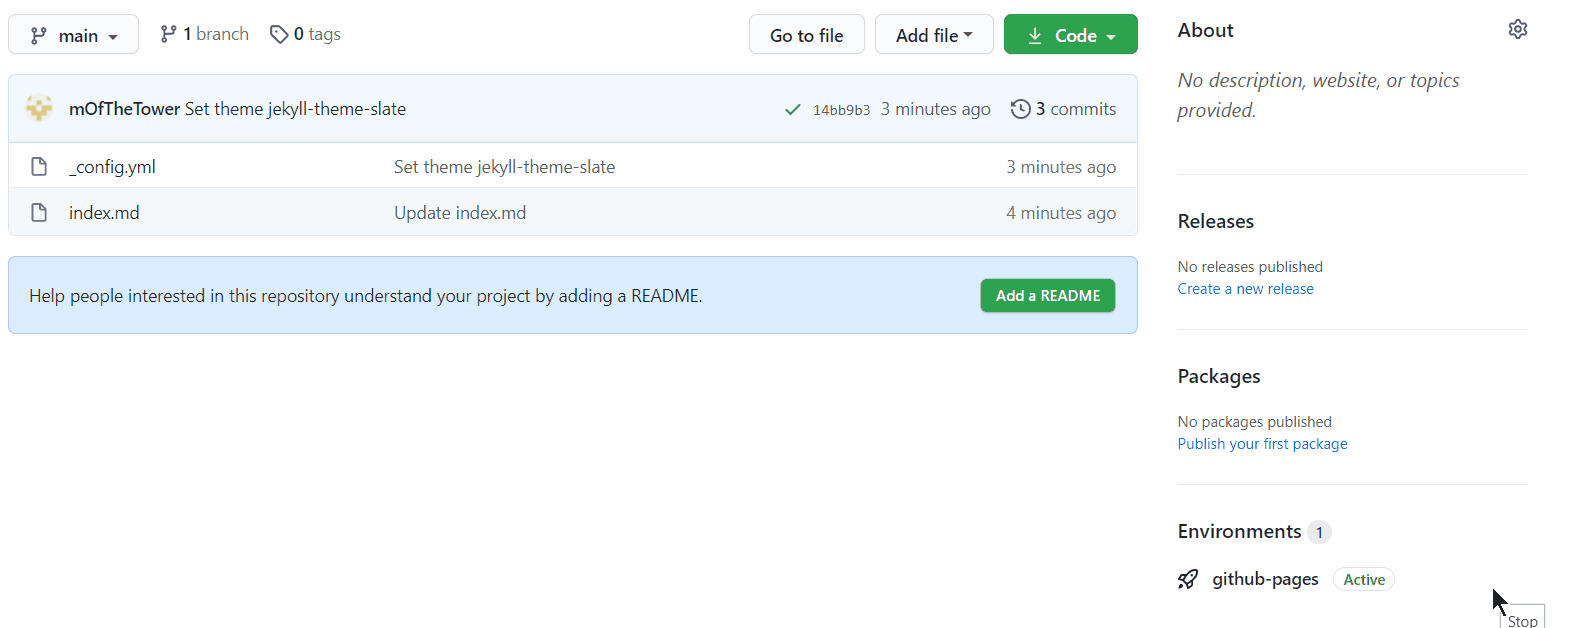 main
1 branch
0 tags
Go to file
Add file
Code
mOfTheTower Set theme jekyll-theme-slate
14bb9b3 3 minutes ago
3 commits
_config.yml
Set theme jekyll-theme-slate
3 minutes ago
index.md
Update index.md
4 minutes ago
Help people interested in this repository understand your project by adding a README.
Add a README
About
No description, website, or topics
provided.
Releases
No releases published
Create a new release
Packages
No packages published
Publish your first package
Environments 1
github-pages Active
Stop